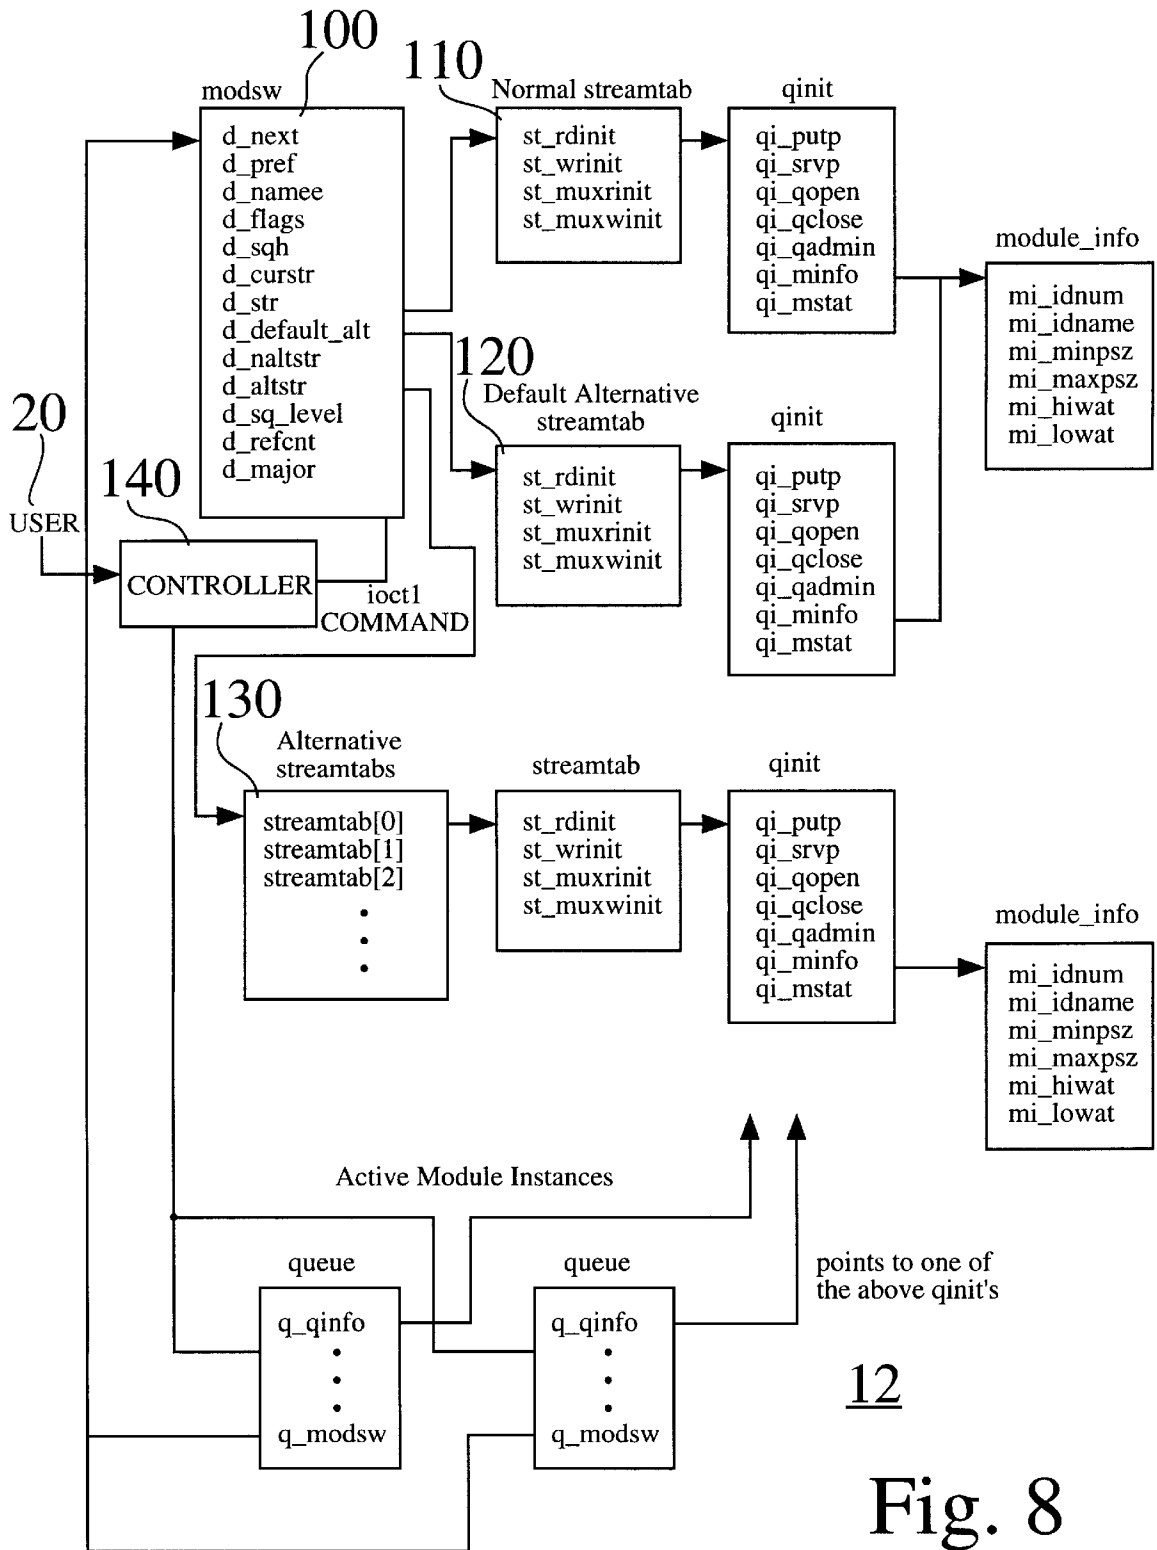 100
modsw
d_next
d_pref
d_namee
d_flags
d_sqh
d_curstr
d_str
d_default_alt
d_naltstr
d_altstr
d_sq_level
d_refcnt
d_major
110
Normal streamtab
st_rdinit
st_wrinit
st_muxrinit
st_muxwinit
qinit
qi_putp
qi_srvp
qi_qopen
qi_qclose
qi_qadmin
qi_minfo
qi_mstat
module_info
mi_idnum
mi_idname
mi_minpsz
mi_maxpsz
mi_hiwat
mi_lowat
120
Default Alternative
streamtab
st_rdinit
st_wrinit
st_muxrinit
st_muxwinit
qinit
qi_putp
qi_srvp
qi_qopen
qi_qclose
qi_qadmin
qi_minfo
qi_mstat
20
USER
140
CONTROLLER
ioct1
COMMAND
130
Alternative
streamtabs
streamtab[0]
streamtab[1]
streamtab[2]
streamtab
st_rdinit
st_wrinit
st_muxrinit
st_muxwinit
qinit
qi_putp
qi_srvp
qi_qopen
qi_qclose
qi_qadmin
qi_minfo
qi_mstat
module_info
mi_idnum
mi_idname
mi_minpsz
mi_maxpsz
mi_hiwat
mi_lowat
Active Module Instances
queue
q_qinfo
q_modsw
queue
q_qinfo
q_modsw
points to one of
the above qinit's
12
Fig. 8